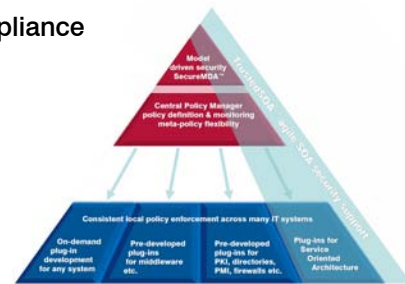 pliance
Model
driven security
SecureMDA™
Central Policy Manager
policy definition & monitoring
meta-policy flexibility
TrustedSOA - agile SOA security support
Consistent local policy enforcement across many IT systems
On-demand
plug-in
development
for any system
Pre-developed
plug-ins
for middleware
etc.
Pre-developed
plug-ins for
PKI, directories,
PMI, firewalls etc.
Plug-ins for
Service
Oriented
Architecture